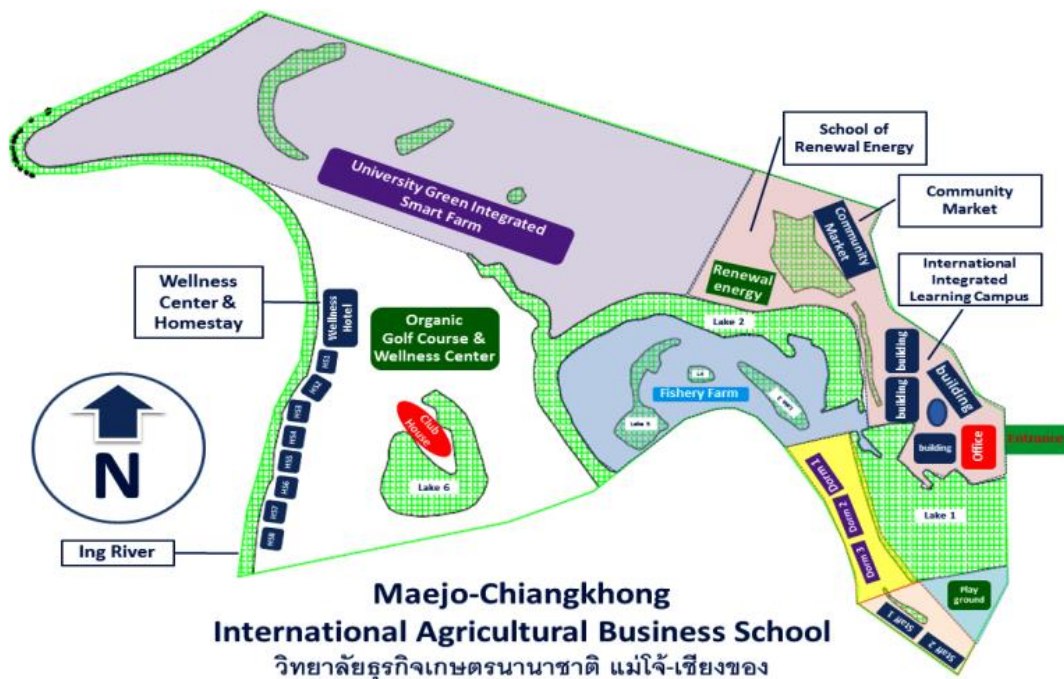 School of
Renewal Energy
Community
Market
Community
Market
University Green Integrated
Smart Farm
International
Integrated
Learning Campus
Renewal
energy
Wellness
Center &
Homestay
Wellness
Hotel
Organic
Golf Course &
Wellness Center
Lake 2
building
building
building
building
Office
Entrance
HS1
HS2
HS3
HS4
HS5
HS6
HS7
HS8
Fishery Farm
Club
House
Lake 6
N
Dorm 1
Dorm 2
Dorm 3
Lake 1
Ing River
Play
ground
Staff 1
Staff 2
Maejo-Chiangkhong
International Agricultural Business School
วิทยาลัยธุรกิจเกษตรนานาชาติ แม่โจ้-เชียงของ